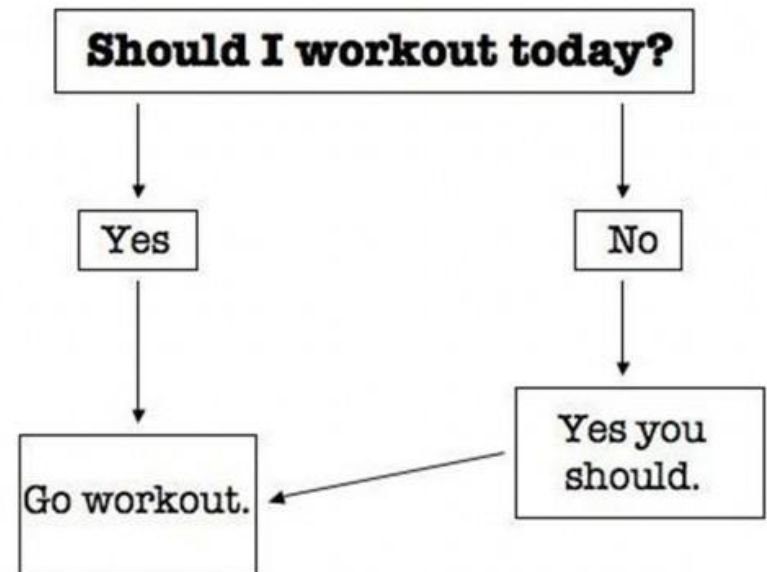 Should I workout today?
Yes
No
Yes you
should.
Go workout.